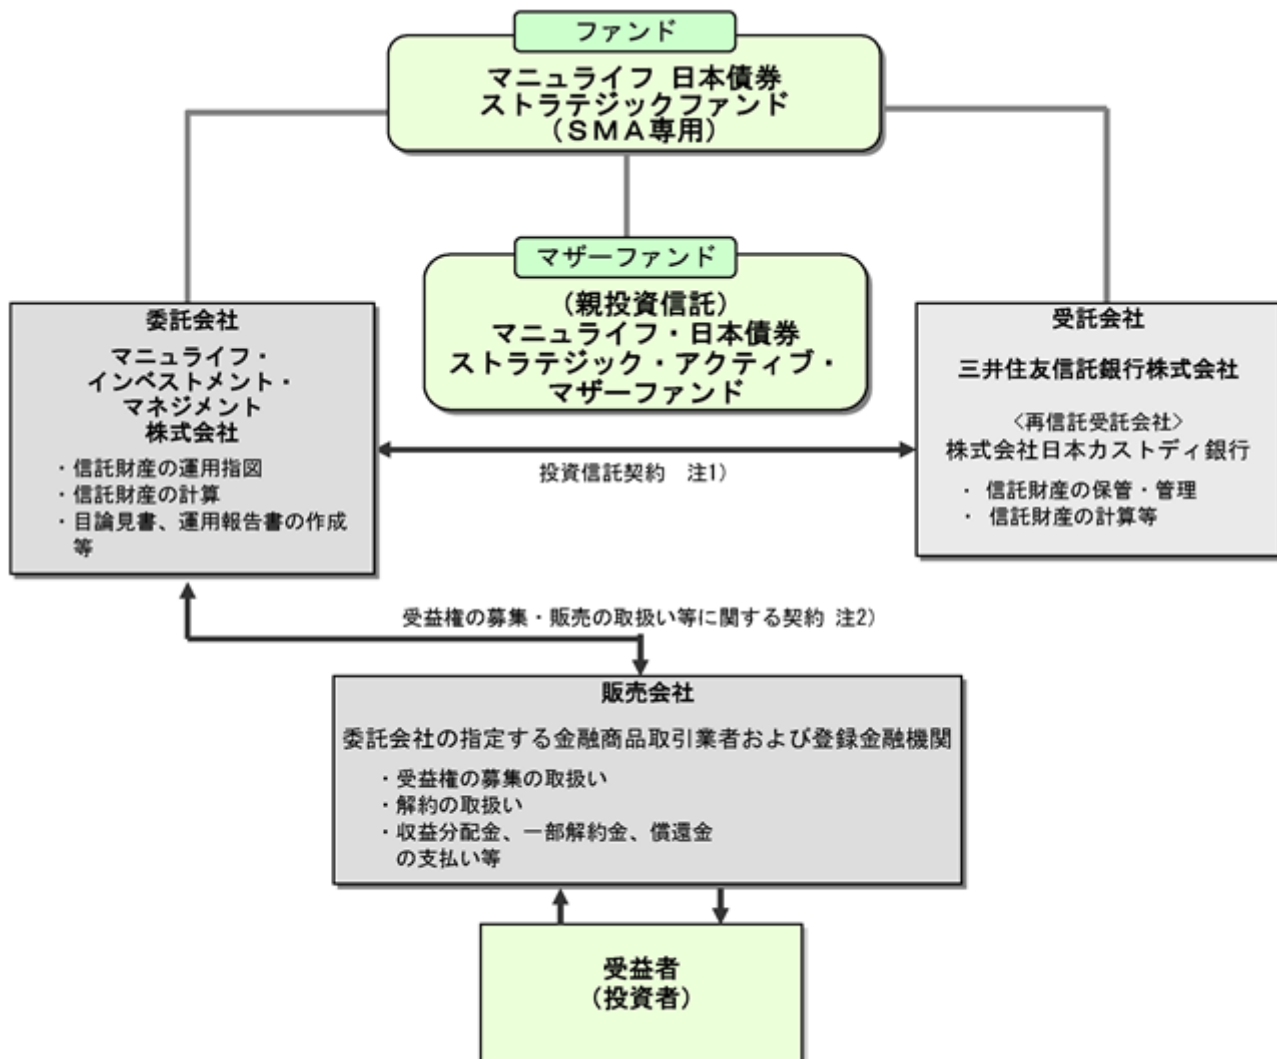 ファンド
マニュライフ 日本債券
ストラテジックファンド
(SMA専用)
マザーファンド
(親投資信託)
マニュライフ・日本債券
ストラテジック・アクティブ・
マザーファンド
委託会社
マニュライフ・
インベストメント・
マネジメント
株式会社
・信託財産の運用指図
・信託財産の計算
・目論見書、運用報告書の作成
等
受託会社
三井住友信託銀行株式会社
<再信託受託会社>
株式会社日本カストディ銀行
・ 信託財産の保管・管理
・ 信託財産の計算等
投資信託契約 注1)
受益権の募集・販売の取扱い等に関する契約 注2)
販売会社
委託会社の指定する金融商品取引業者および登録金融機関
・受益権の募集の取扱い
・解約の取扱い
・収益分配金、一部解約金、償還金
の支払い等
受益者
(投資者)